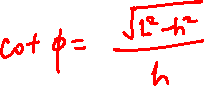 cot φ = √(L² - h²) / h